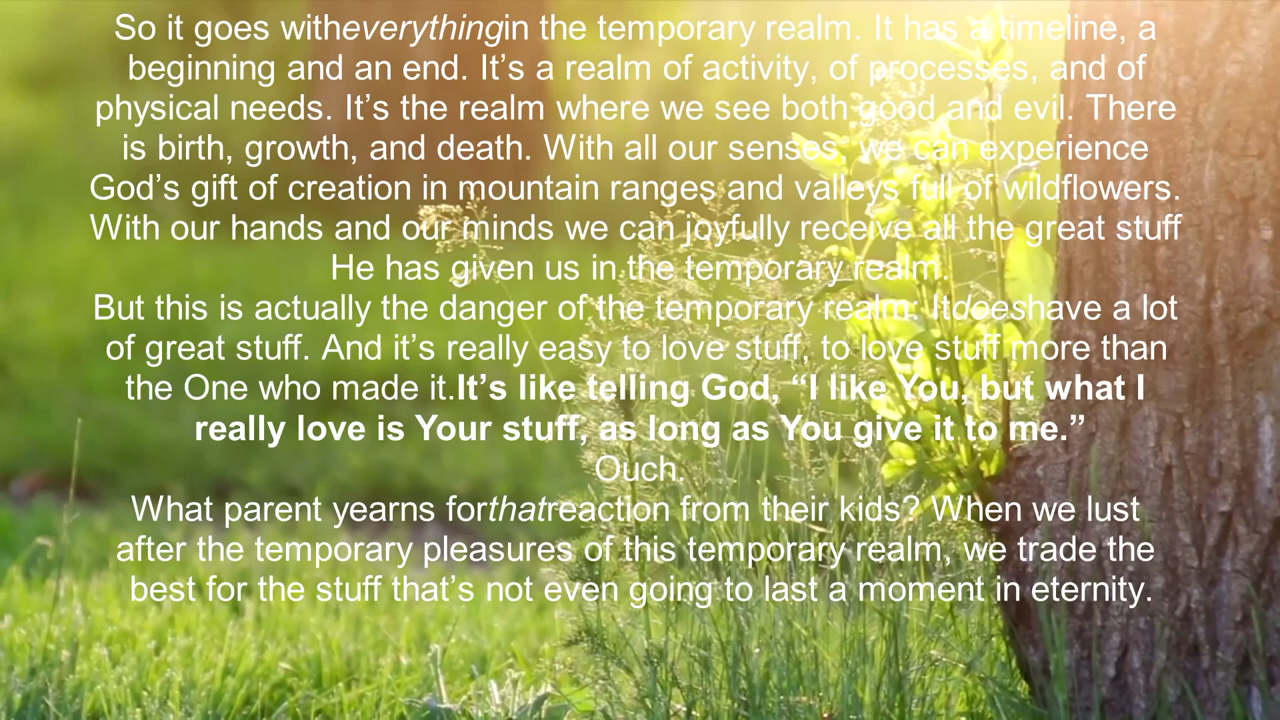 So it goes witheverythingin the temporary realm. It has a timeline, a
beginning and an end. It’s a realm of activity, of processes, and of
physical needs. It’s the realm where we see both good and evil. There
is birth, growth, and death. With all our senses, we can experience
God’s gift of creation in mountain ranges and valleys full of wildflowers.
With our hands and our minds we can joyfully receive all the great stuff
He has given us in the temporary realm.
But this is actually the danger of the temporary realm: Itdoeshave a lot
of great stuff. And it’s really easy to love stuff, to love stuff more than
the One who made it.It’s like telling God, “I like You, but what I
really love is Your stuff, as long as You give it to me.”
Ouch.
What parent yearns forthatreaction from their kids? When we lust
after the temporary pleasures of this temporary realm, we trade the
best for the stuff that’s not even going to last a moment in eternity.